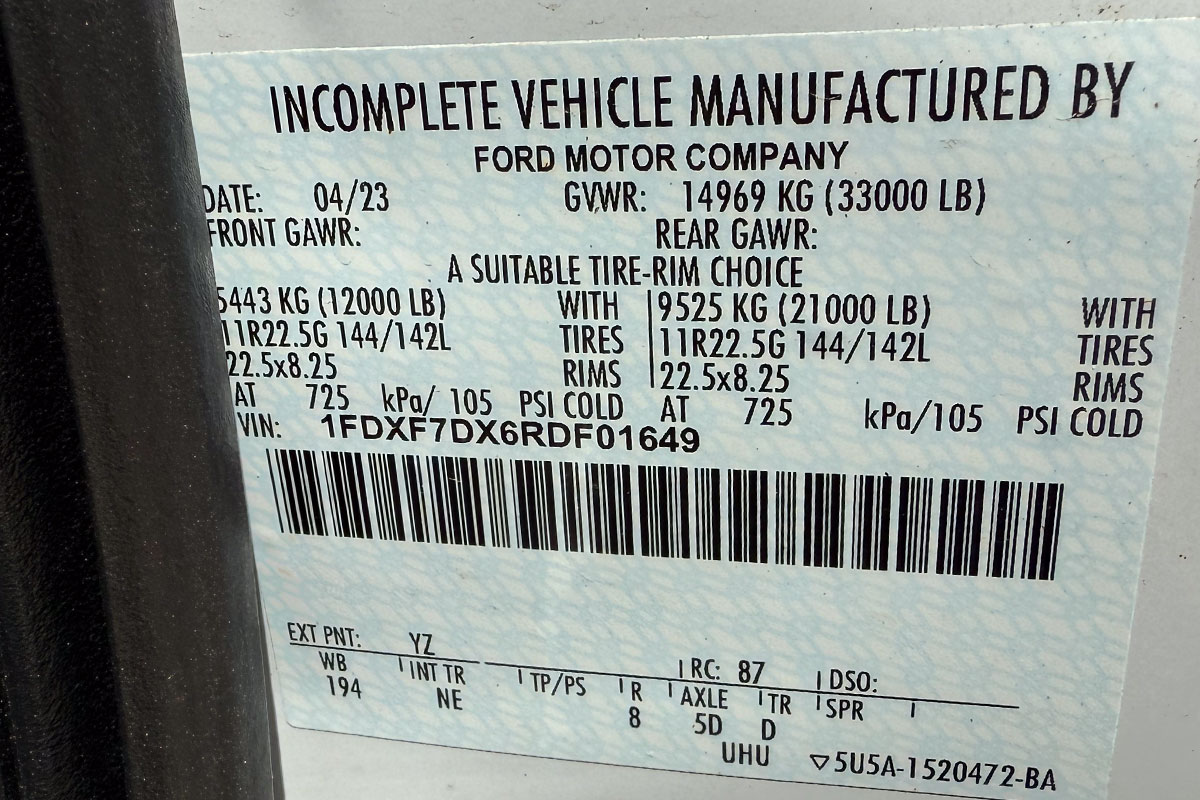 INCOMPLETE VEHICLE MANUFACTURED BY
FORD MOTOR COMPANY
DATE: 04/23 GVWR: 14969 KG (33000 LB)
FRONT GAWR: REAR GAWR:
A SUITABLE TIRE-RIM CHOICE
5443 KG (12000 LB) WITH 9525 KG (21000 LB) WITH
11R22.5G 144/142L TIRES 11R22.5G 144/142L TIRES
22.5x8.25 RIMS 22.5x8.25 RIMS
AT 725 kPa/ 105 PSI COLD AT 725 kPa/105 PSI COLD
VIN: 1FDXF7DX6RDF01649
EXT PNT: YZ RC: 87 DSO:
WB INT TR TP/PS R AXLE TR SPR
194 NE 8 5D D
UHU ▽5U5A-1520472-BA